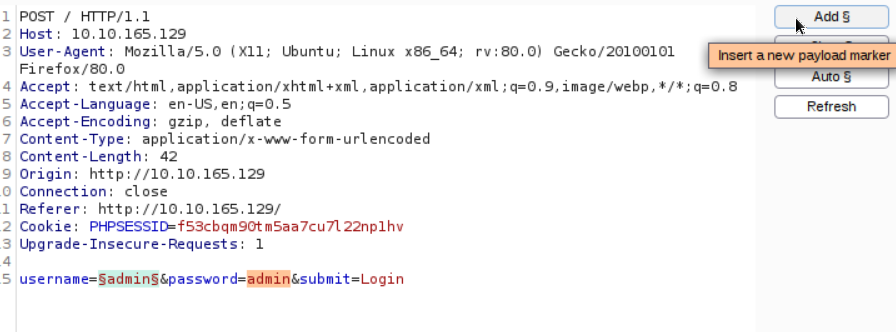 1 POST / HTTP/1.1
2 Host: 10.10.165.129
3 User-Agent: Mozilla/5.0 (X11; Ubuntu; Linux x86_64; rv:80.0) Gecko/20100101
Firefox/80.0
4 Accept: text/html,application/xhtml+xml,application/xml;q=0.9,image/webp,*/*;q=0.8
5 Accept-Language: en-US,en;q=0.5
6 Accept-Encoding: gzip, deflate
7 Content-Type: application/x-www-form-urlencoded
8 Content-Length: 42
9 Origin: http://10.10.165.129
0 Connection: close
1 Referer: http://10.10.165.129/
2 Cookie: PHPSESSID=f53cbqm90tm5aa7cu7l22np1hv
3 Upgrade-Insecure-Requests: 1
4
5 username=§admin§&password=admin&submit=Login
Add §
Insert a new payload marker
Auto §
Refresh